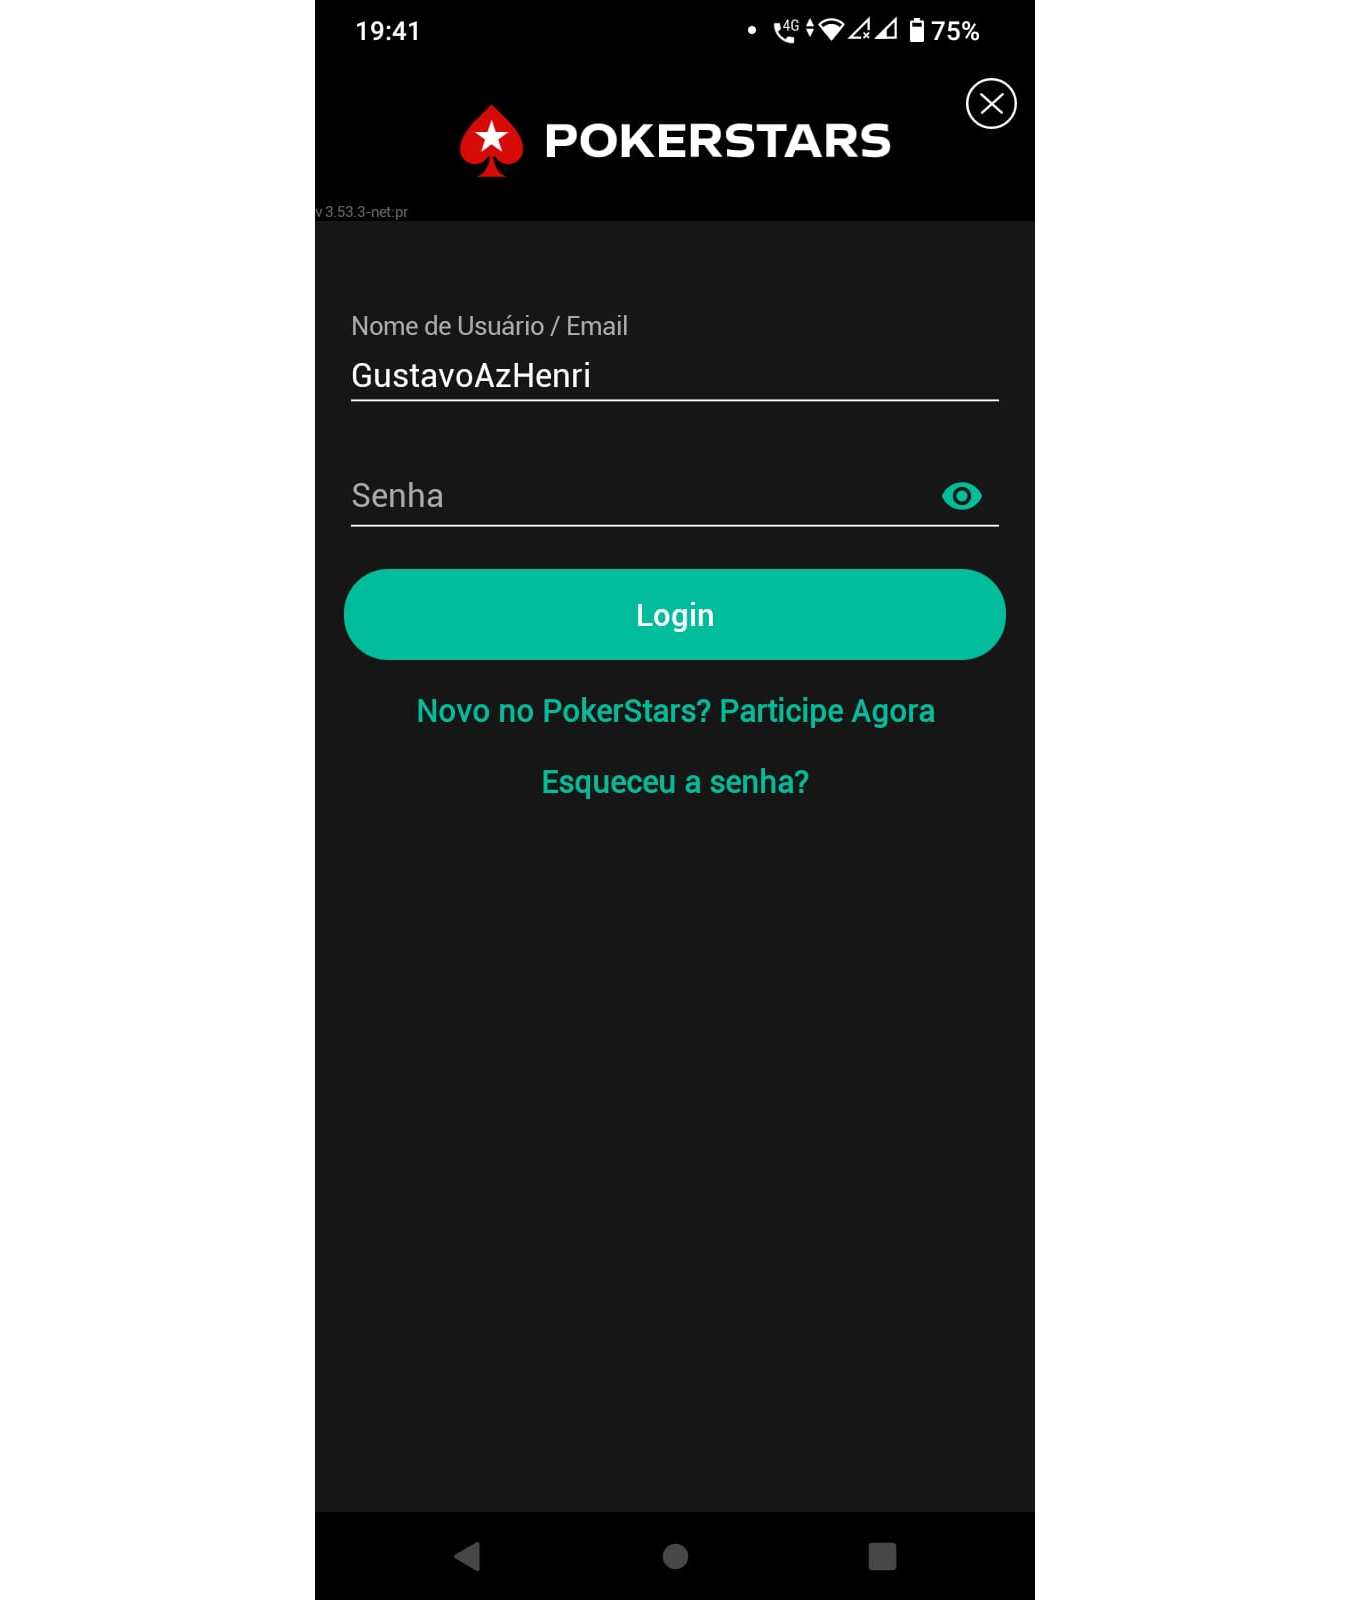 19:41
4G
75%
POKERSTARS
v 3.53.3-net:pr
Nome de Usuário / Email
GustavoAzHenri
Senha
Login
Novo no PokerStars? Participe Agora
Esqueceu a senha?